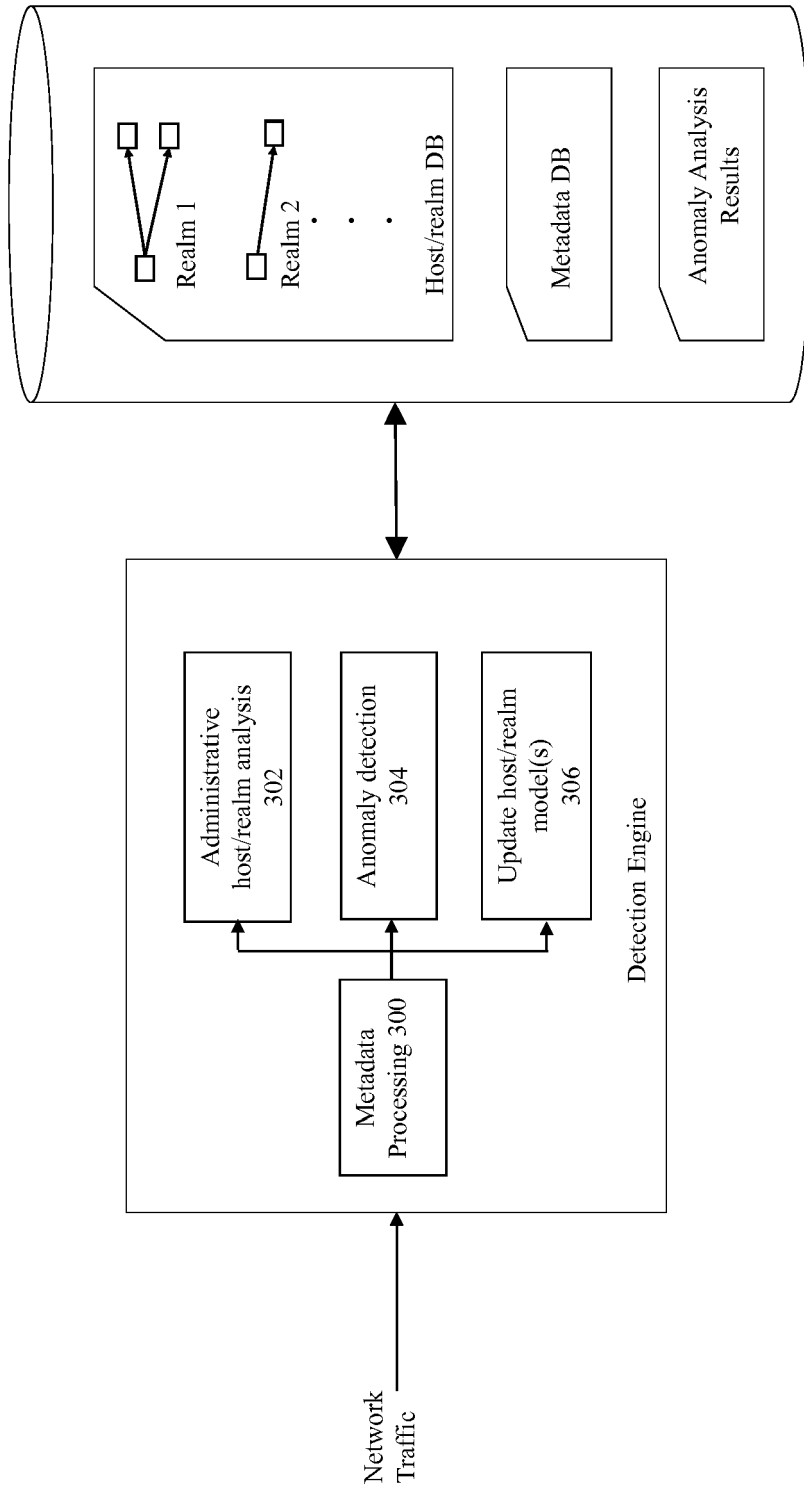 Network
Traffic
Metadata
Processing 300
Administrative
host/realm analysis
302
Anomaly detection
304
Update host/realm
model(s)
306
Detection Engine
Realm 1
Realm 2
. . .
Host/realm DB
Metadata DB
Anomaly Analysis
Results